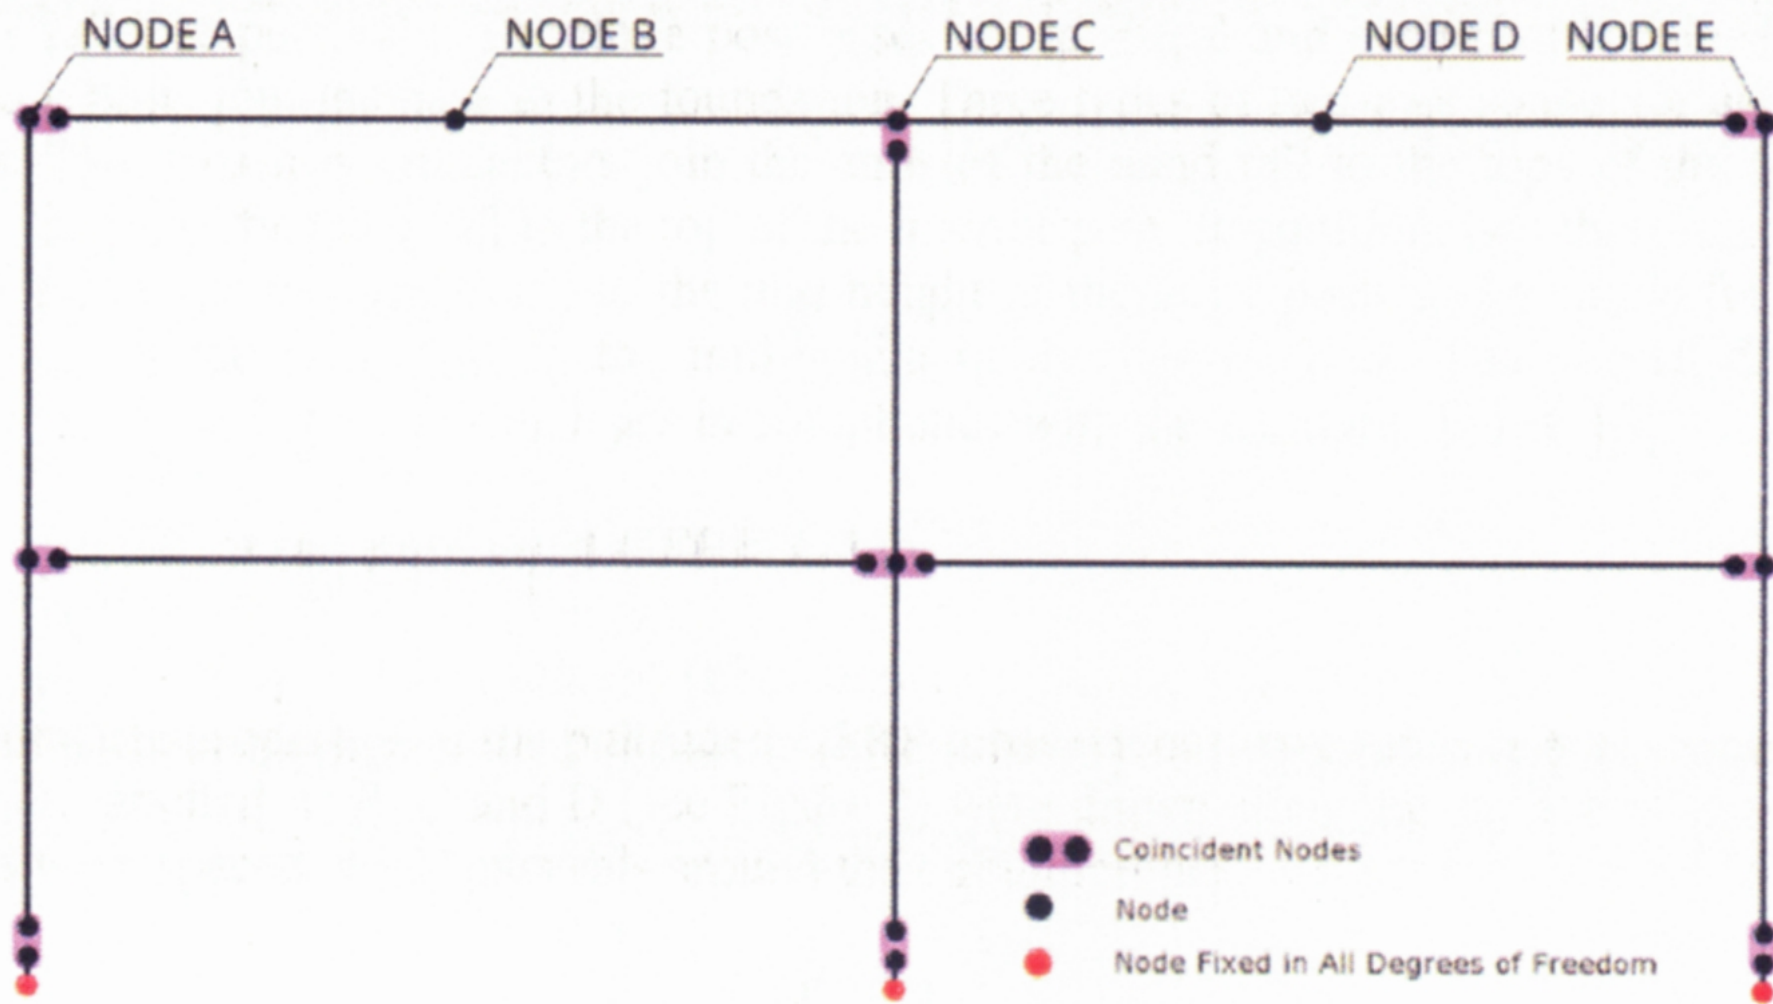 NODE A
NODE B
NODE C
NODE D
NODE E
Coincident Nodes
Node
Node Fixed in All Degrees of Freedom